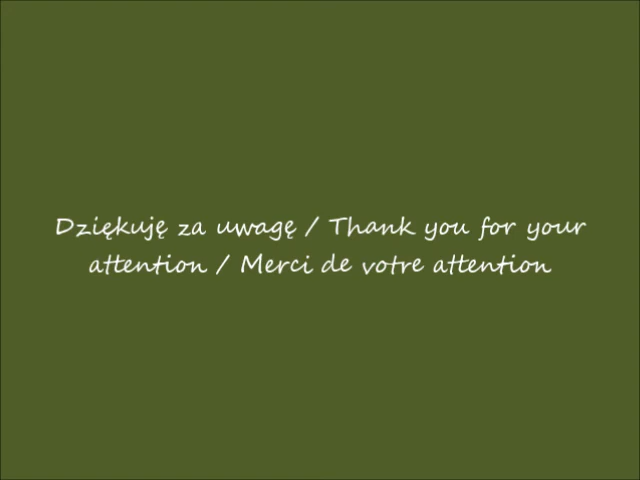 Dziękuję za uwagę / Thank you for your
attention / Merci de votre attention